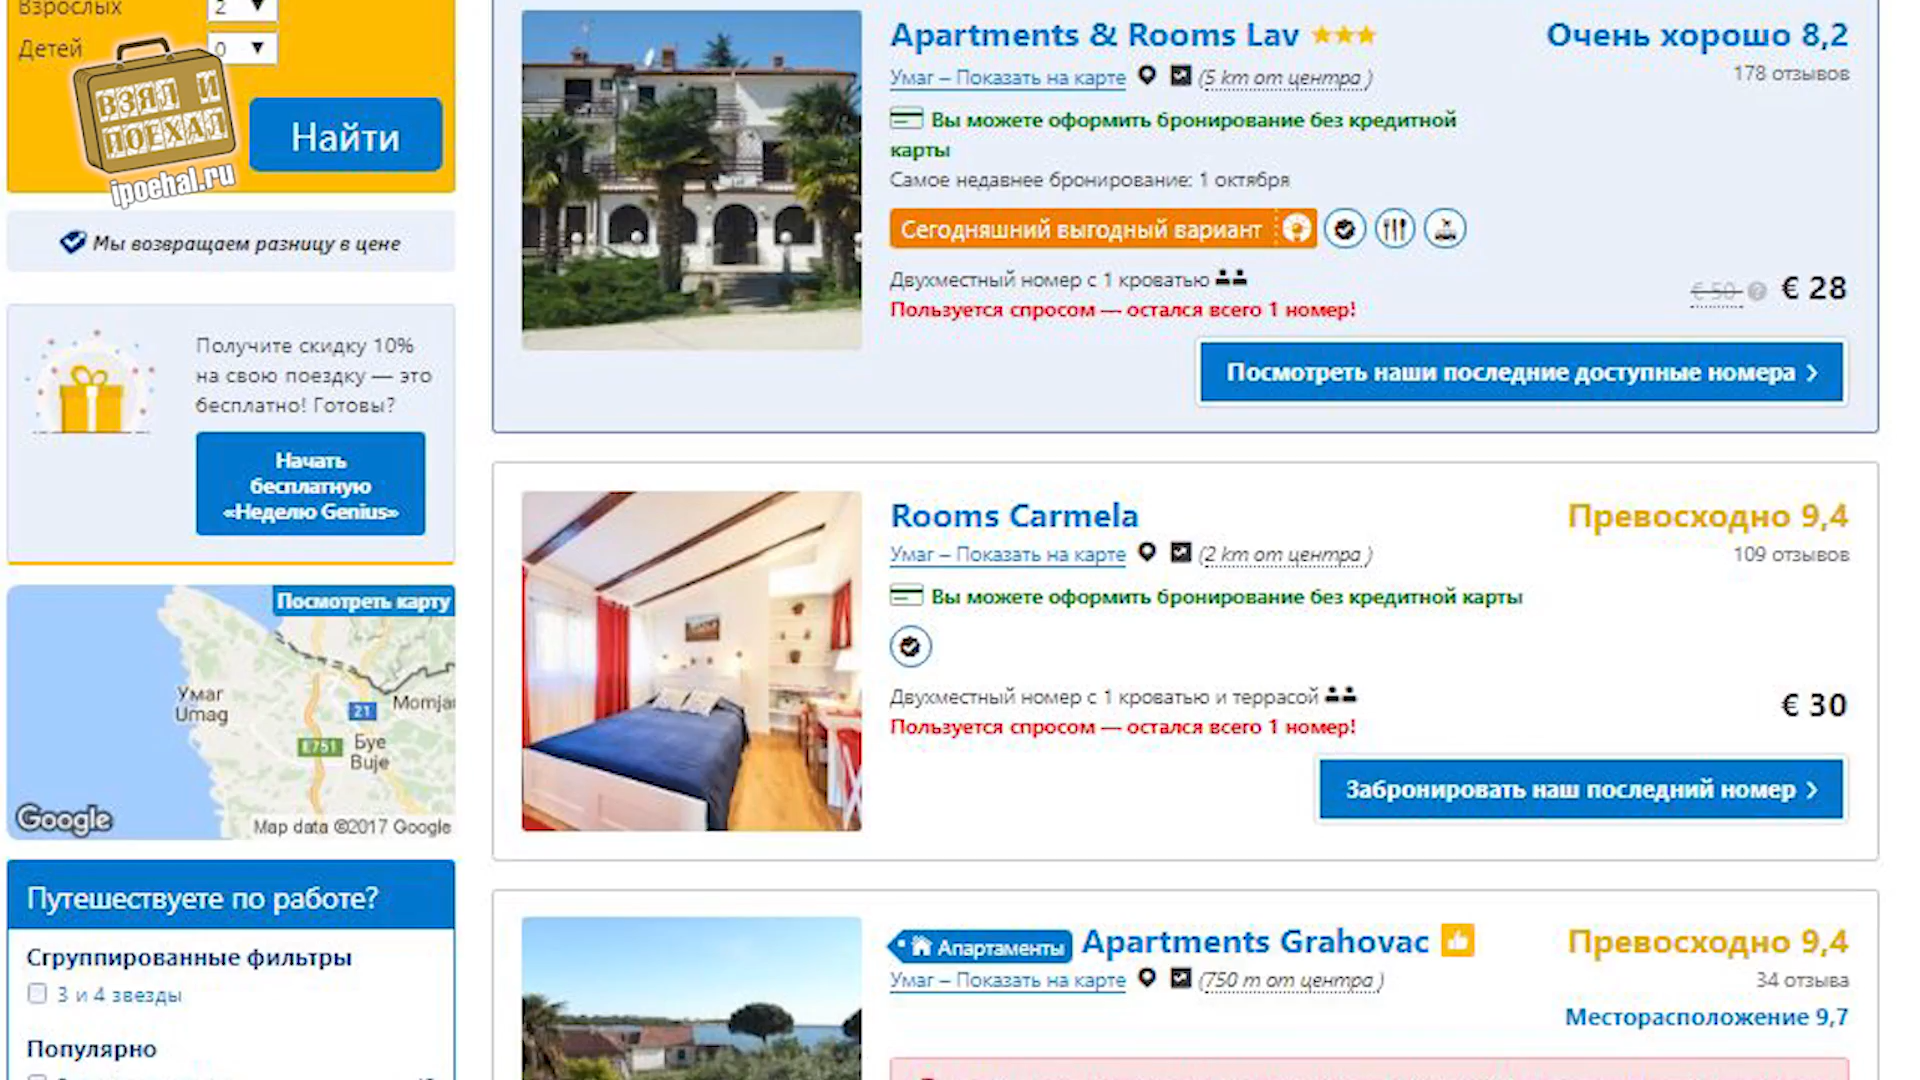 Взрослых 2 ▼
Детей 0 ▼
ВЗЯЛ И
ПОЕХАЛ
ipoehal.ru
Найти
Мы возвращаем разницу в цене
Получите скидку 10%
на свою поездку — это
бесплатно! Готовы?
Начать
бесплатную
«Неделю Genius»
Посмотреть карту
Умаг
Umag
21
Momja
E751
Буе
Buje
Google
Map data ©2017 Google
Путешествуете по работе?
Сгруппированные фильтры
3 и 4 звезды
Популярно
Apartments & Rooms Lav
Очень хорошо 8,2
Умаг – Показать на карте (5 km от центра )
178 отзывов
Вы можете оформить бронирование без кредитной
карты
Самое недавнее бронирование: 1 октября
Сегодняшний выгодный вариант
Двухместный номер с 1 кроватью
€ 50 € 28
Пользуется спросом — остался всего 1 номер!
Посмотреть наши последние доступные номера
Rooms Carmela
Превосходно 9,4
Умаг – Показать на карте (2 km от центра )
109 отзывов
Вы можете оформить бронирование без кредитной карты
Двухместный номер с 1 кроватью и террасой
€ 30
Пользуется спросом — остался всего 1 номер!
Забронировать наш последний номер
Апартаменты Apartments Grahovac
Превосходно 9,4
Умаг – Показать на карте (750 m от центра )
34 отзыва
Месторасположение 9,7